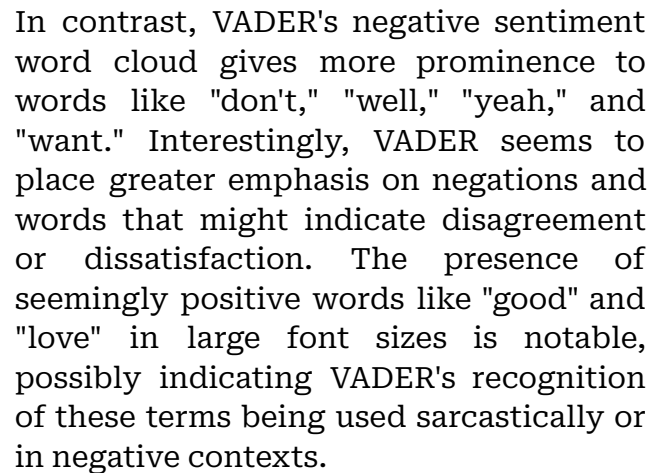 In contrast, VADER's negative sentiment
word cloud gives more prominence to
words like "don't," "well," "yeah," and
"want." Interestingly, VADER seems to
place greater emphasis on negations and
words that might indicate disagreement
or dissatisfaction. The presence of
seemingly positive words like "good" and
"love" in large font sizes is notable,
possibly indicating VADER's recognition
of these terms being used sarcastically or
in negative contexts.